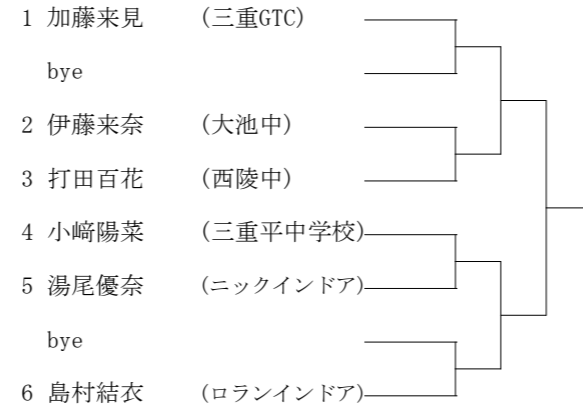 1 加藤来見 (三重GTC)
bye
2 伊藤来奈 (大池中)
3 打田百花 (西陵中)
4 小﨑陽菜 (三重平中学校)
5 湯尾優奈 (ニックインドア)
bye
6 島村結衣 (ロランインドア)